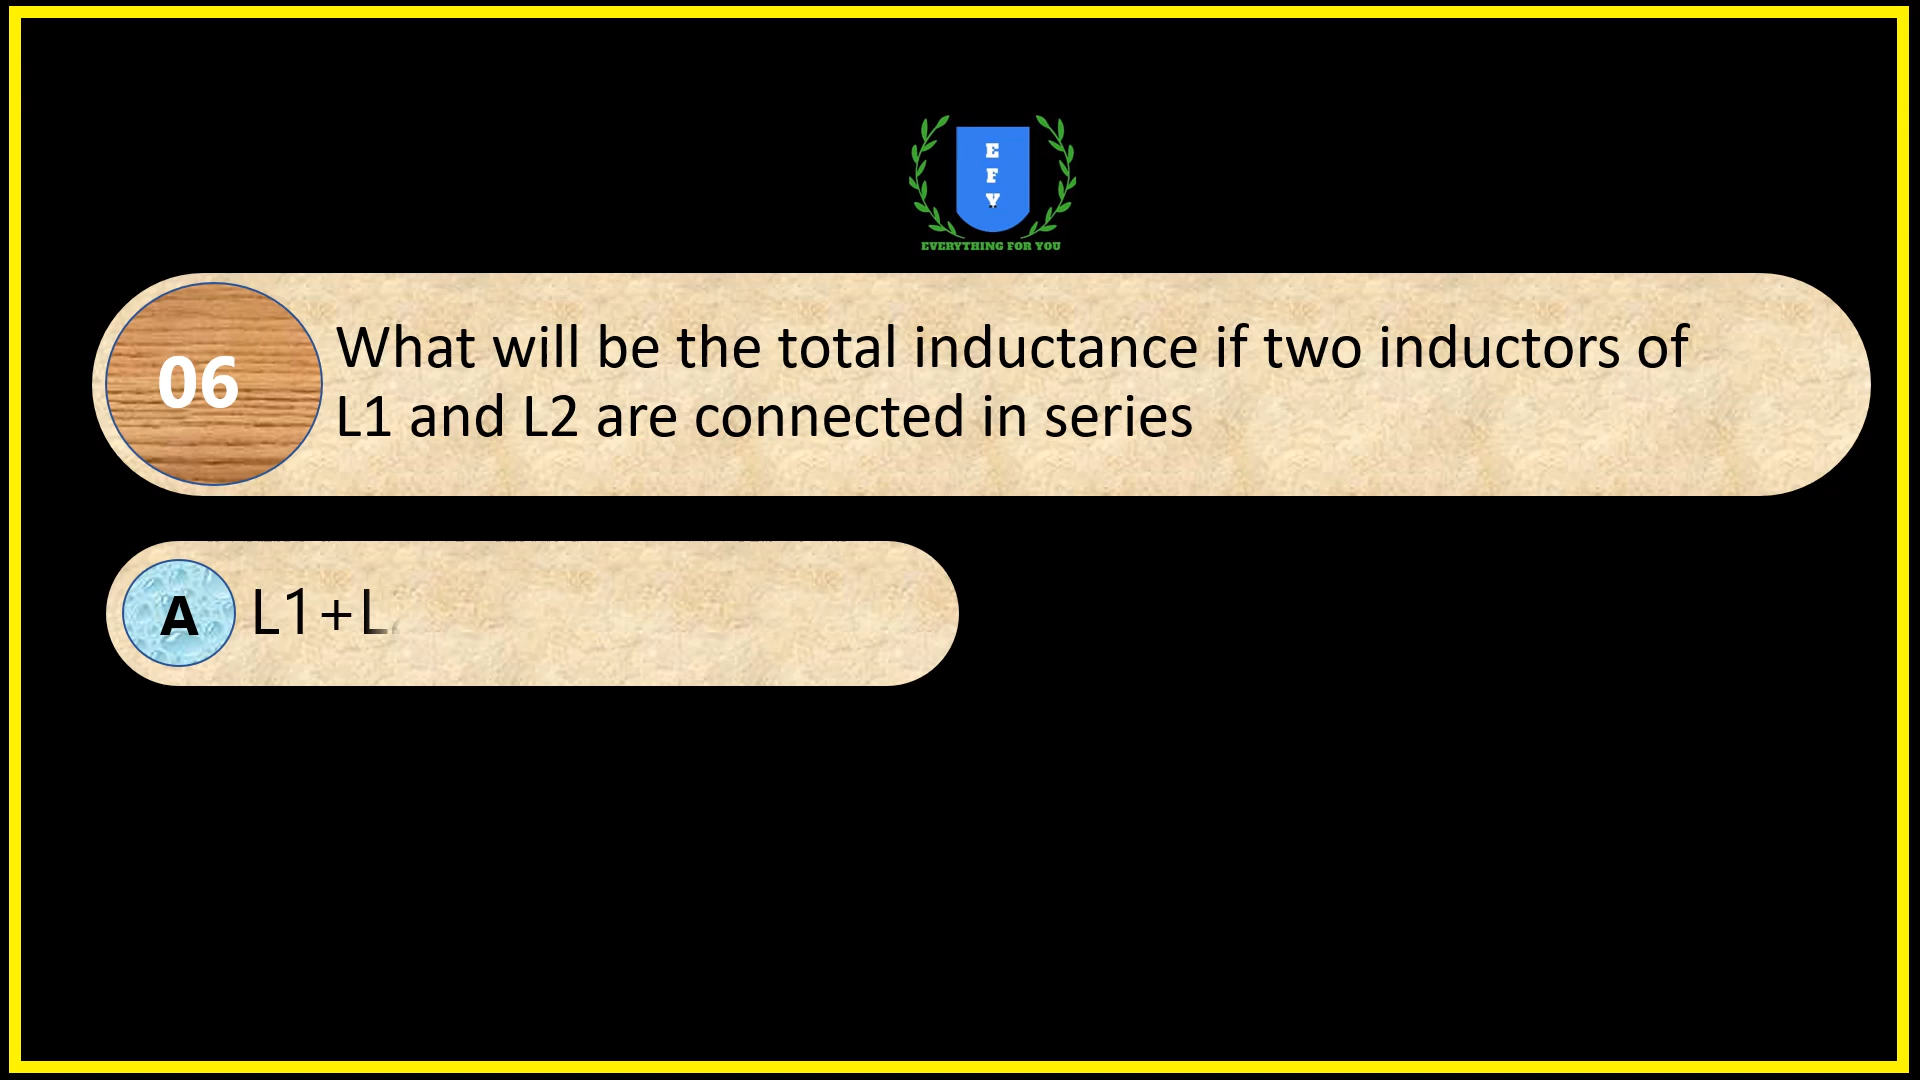 E
F
Y
EVERYTHING FOR YOU
06
What will be the total inductance if two inductors of
L1 and L2 are connected in series
A
L1+L